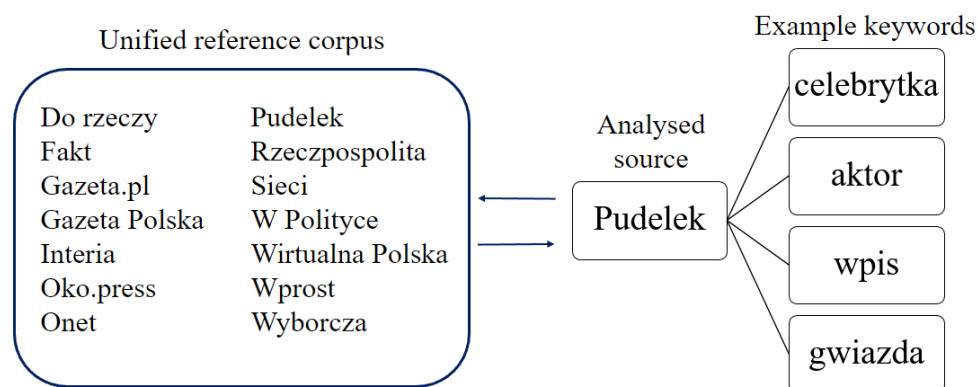 Unified reference corpus
Do rzeczy
Fakt
Gazeta.pl
Gazeta Polska
Interia
Oko.press
Onet
Pudelek
Rzeczpospolita
Sieci
W Polityce
Wirtualna Polska
Wprost
Wyborcza
Analysed
source
Pudelek
Example keywords
celebrytka
aktor
wpis
gwiazda